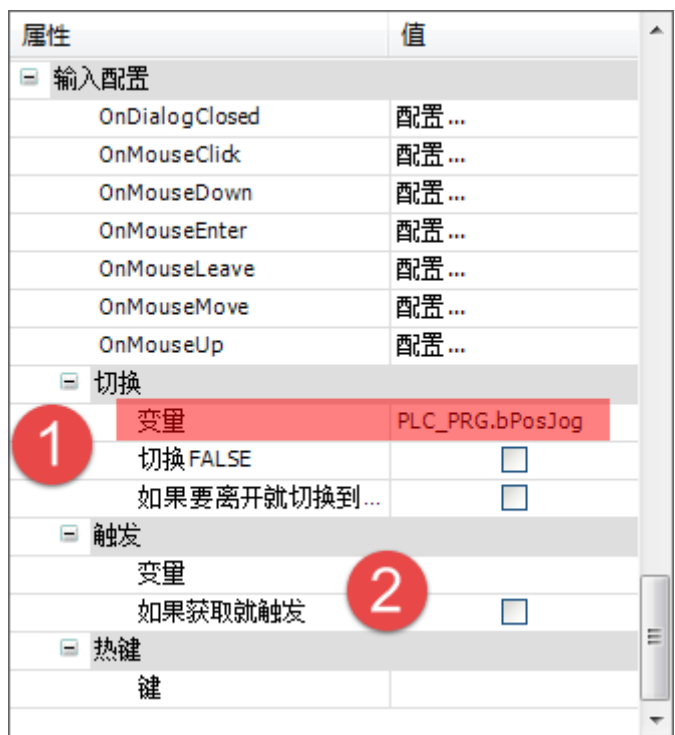 属性 值
输入配置
OnDialogClosed 配置...
OnMouseClick 配置...
OnMouseDown 配置...
OnMouseEnter 配置...
OnMouseLeave 配置...
OnMouseMove 配置...
OnMouseUp 配置...
切换
变量 PLC_PRG.bPosJog
1
切换FALSE
如果要离开就切换到...
触发
变量
2
如果获取就触发
热键
键